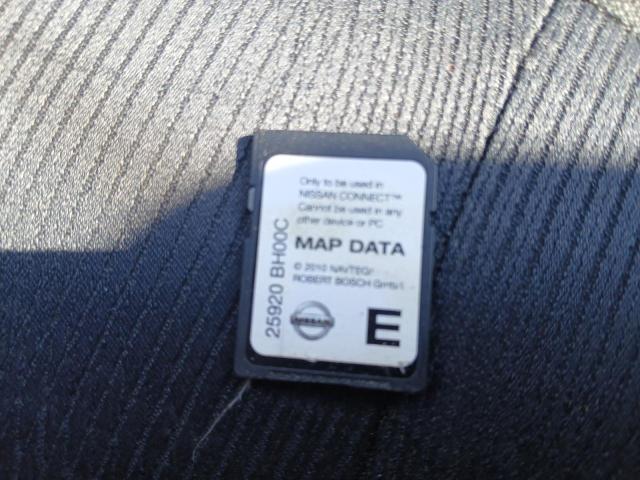 Only to be used in
NISSAN CONNECT™
Cannot be used in any
other device or PC
MAP DATA
© 2010 NAVTEQ/
ROBERT BOSCH GmbH
25920 BH00C
NISSAN
E